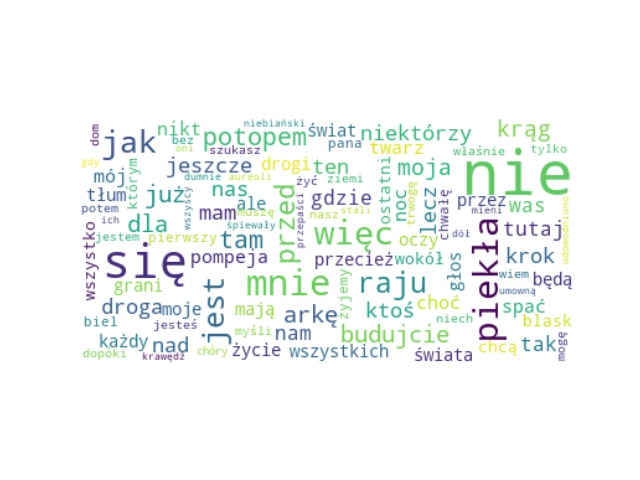 niebiański
nikt
świat
niektórzy
krąg
dom
jak
bez
potopem
pana
oni
szukasz
twarz
właśnie
tylko
gdy
jeszcze
drogi
ten
ostatni
moja
nie
mój
którym
dumnie
aureoli
żyć
ziemi
trwogę
tłum
już
wszyscy
nas
ale
przed
gdzie
noc
lecz
chwałę
przez
was
udowodniono
potem
ich
dla
mam
muszę
przepaści
nasz
stali
mieni
śpiewały
jestem
pierwszy
tam
więc
oczy
dół
piekła
tutaj
wszystko
się
pompeja
przecież
wokół
głos
krok
grani
mnie
żyjemy
raju
wiem
będą
umowną
droga
moje
jest
mają
arkę
ktoś
choć
spać
biel
jesteś
myśli
nam
budujcie
niech
blask
każdy
nad
chcą
tak
mogę
dopóki
krawędź
chóry
życie
wszystkich
świata